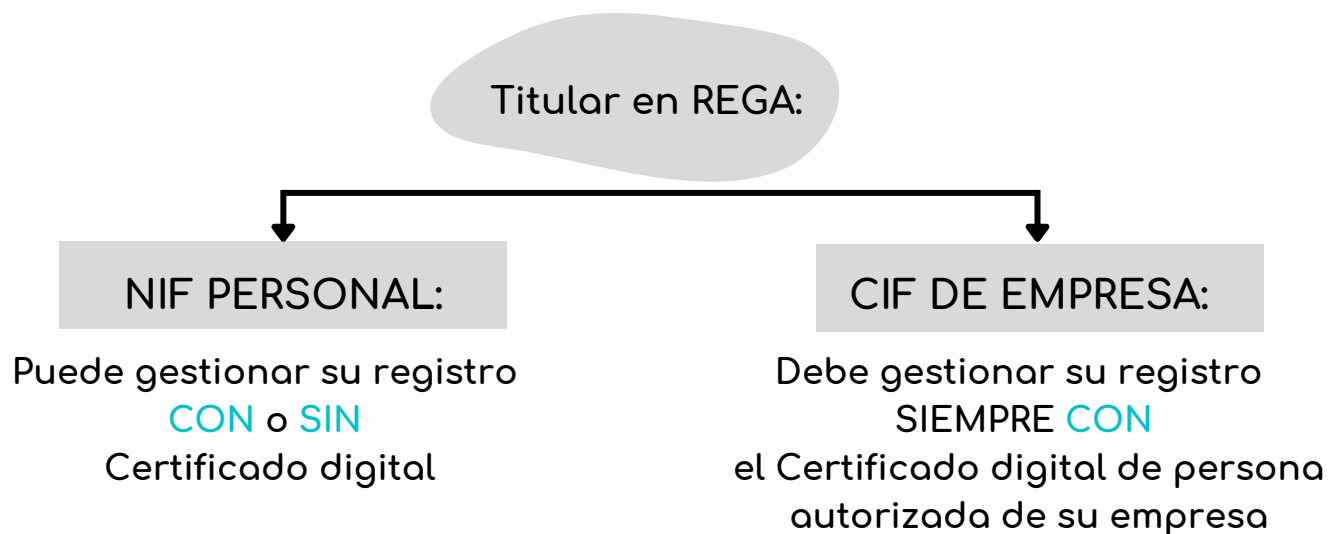 Titular en REGA:
NIF PERSONAL:
Puede gestionar su registro
CON o SIN
Certificado digital
CIF DE EMPRESA:
Debe gestionar su registro
SIEMPRE CON
el Certificado digital de persona
autorizada de su empresa